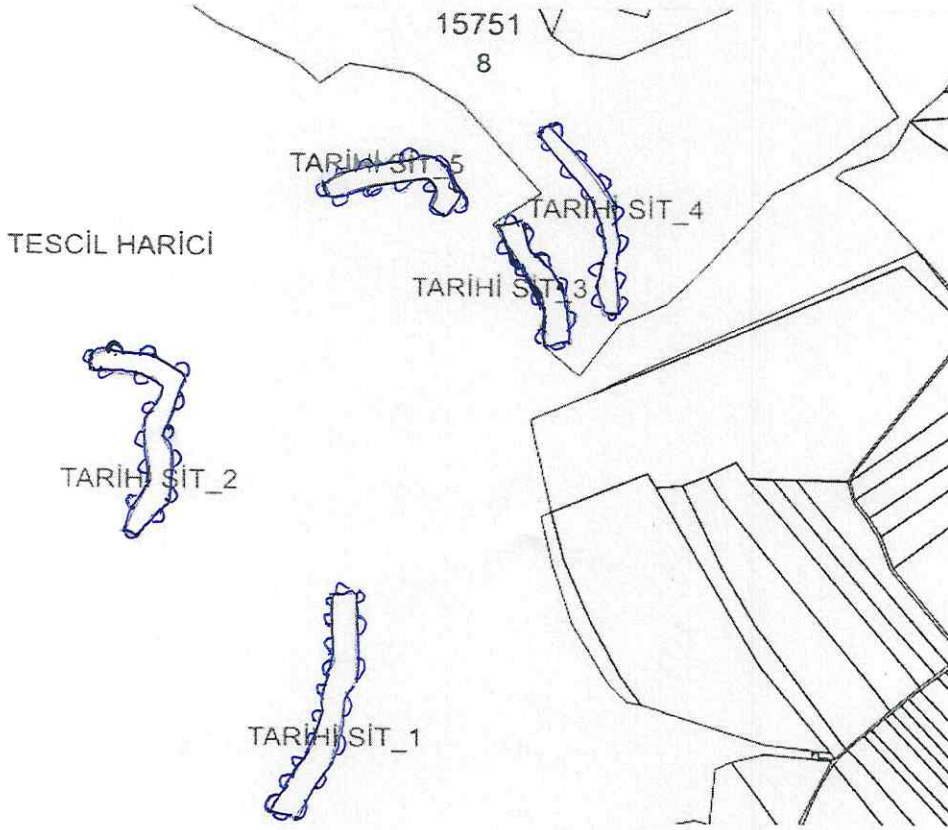 15751
8
TARİHİ SİT_5
TARİHİ SİT_4
TESCİL HARİCİ
TARİHİ SİT_3
TARİHİ SİT_2
TARİHİ SİT_1